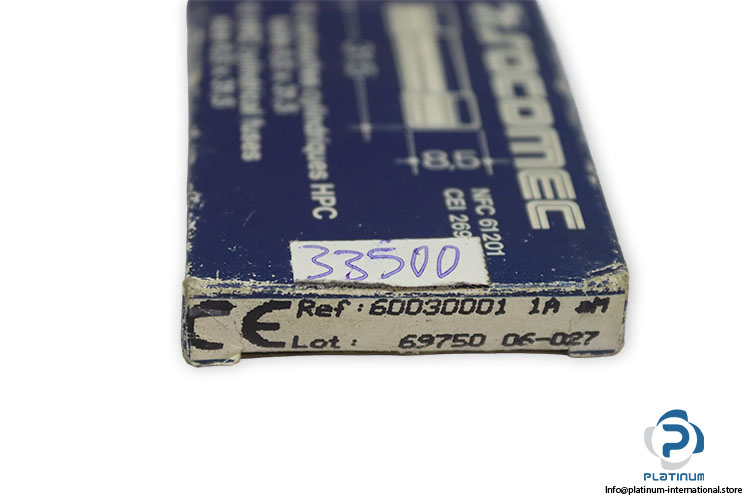 SOCOMEC
31,5
8,5
NFC 61201
CEI 269
cylindriques HPC
fuses
33500
CE Ref: 60030001 1A aM
Lot: 69750 06-027
PLATINUM
Info@platinum-international.store